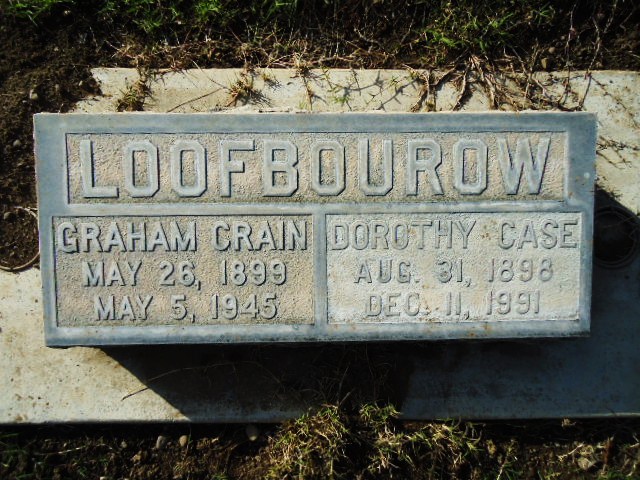 LOOFBOUROW
GRAHAM CRAIN
MAY 26, 1899
MAY 5, 1945
DOROTHY CASE
AUG. 31, 1898
DEC. 11, 1991